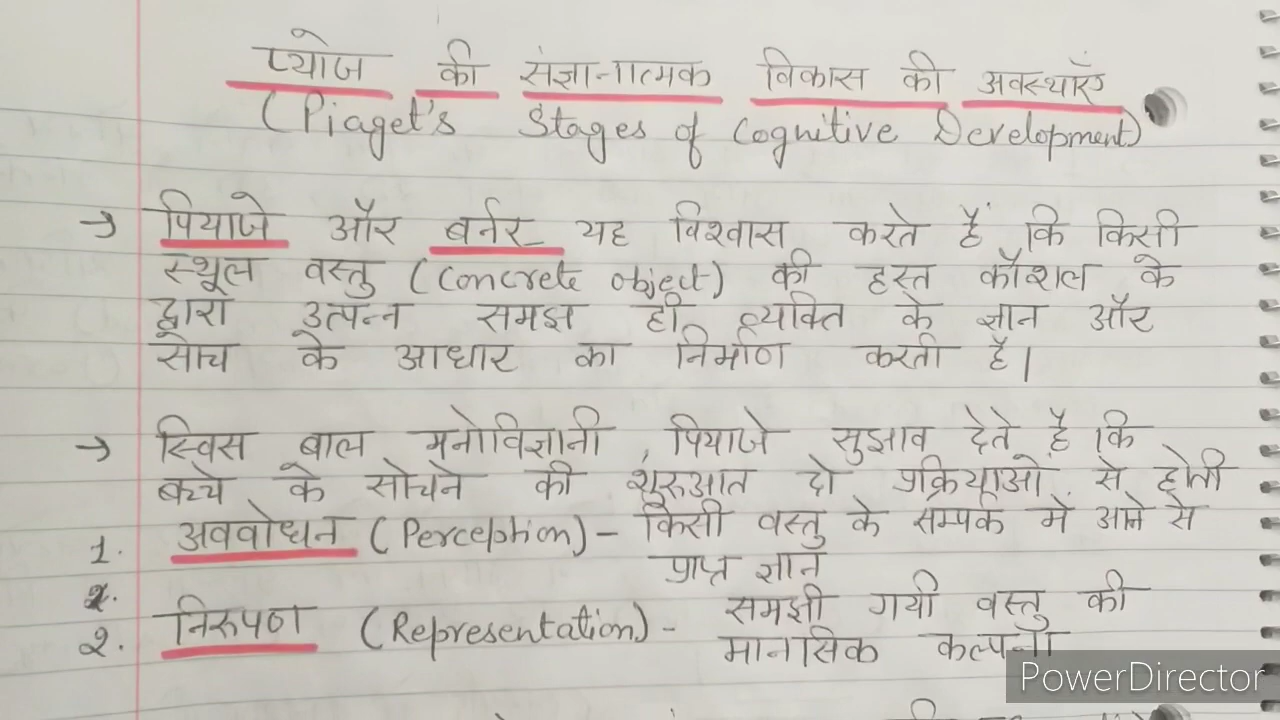 प्योज की संज्ञानात्मक विकास की अवस्थाएँ
(Piaget's Stages of Cognitive Development)
→ पियाजे और बर्नर यह विश्वास करते हैं कि किसी
स्थूल वस्तु (Concrete object) की हस्त कौशल के
द्वारा उत्पन्न समझ ही व्यक्ति के ज्ञान और
सोच के आधार का निर्माण करती है।
→ स्विस बाल मनोविज्ञानी, पियाजे सुझाव देते है कि
बच्चे के सोचने की शुरुआत दो प्रक्रियाओं से होती
1. अववोधन (Perception) – किसी वस्तु के सम्पर्क में आने से
प्राप्त ज्ञान
2. निरुपण (Representation) – समझी गयी वस्तु की
मानसिक कल्पना
PowerDirector